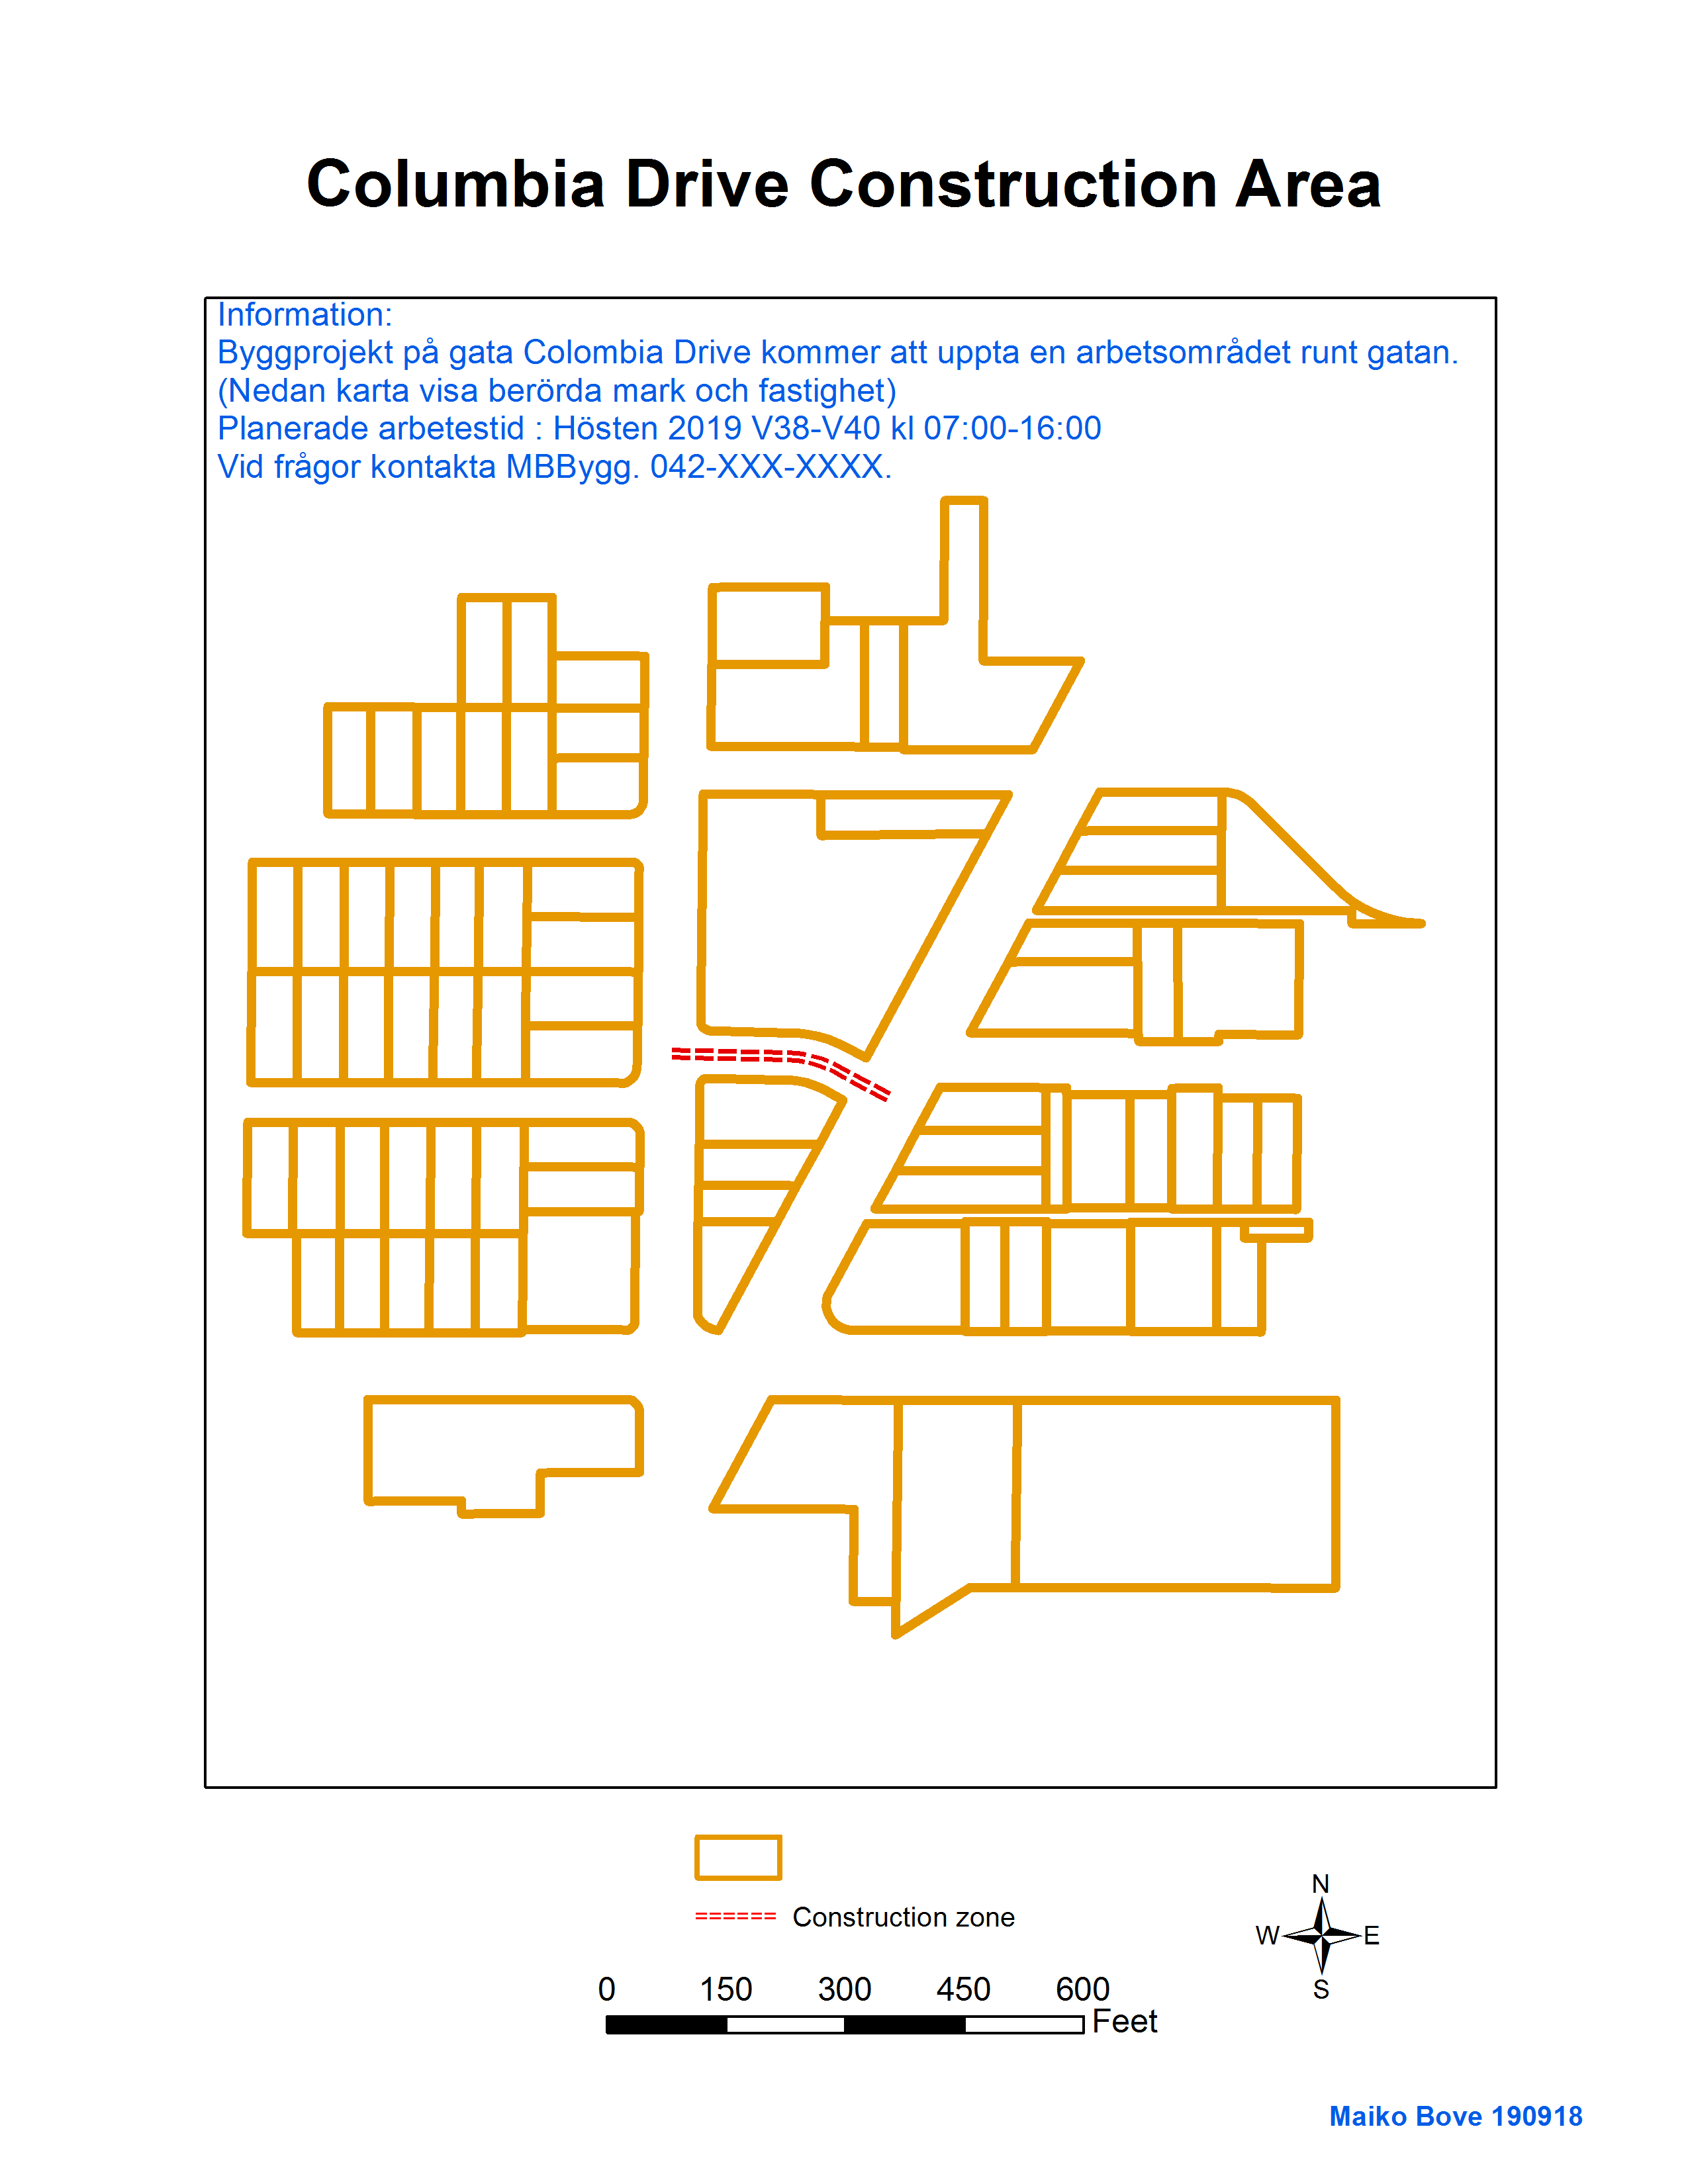 Columbia Drive Construction Area
Information:
Byggprojekt på gata Colombia Drive kommer att uppta en arbetsområdet runt gatan.
(Nedan karta visa berörda mark och fastighet)
Planerade arbetestid : Hösten 2019 V38-V40 kl 07:00-16:00
Vid frågor kontakta MBBygg. 042-XXX-XXXX.
Construction zone
N
W E
S
0 150 300 450 600
Feet
Maiko Bove 190918